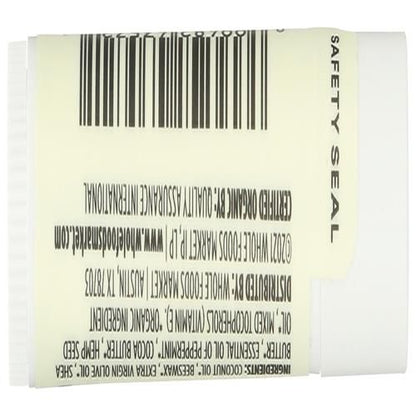 INGREDIENTS: COCONUT OIL*, BEESWAX*, EXTRA VIRGIN OLIVE OIL*, SHEA
BUTTER*, ESSENTIAL OIL OF PEPPERMINT*, COCOA BUTTER*, HEMP SEED
OIL*, MIXED TOCOPHEROLS (VITAMIN E). *ORGANIC INGREDIENT
DISTRIBUTED BY: WHOLE FOODS MARKET | AUSTIN, TX 78703
©2021 WHOLE FOODS MARKET IP, LP | www.wholefoodsmarket.com
CERTIFIED ORGANIC BY: QUALITY ASSURANCE INTERNATIONAL
SAFETY SEAL